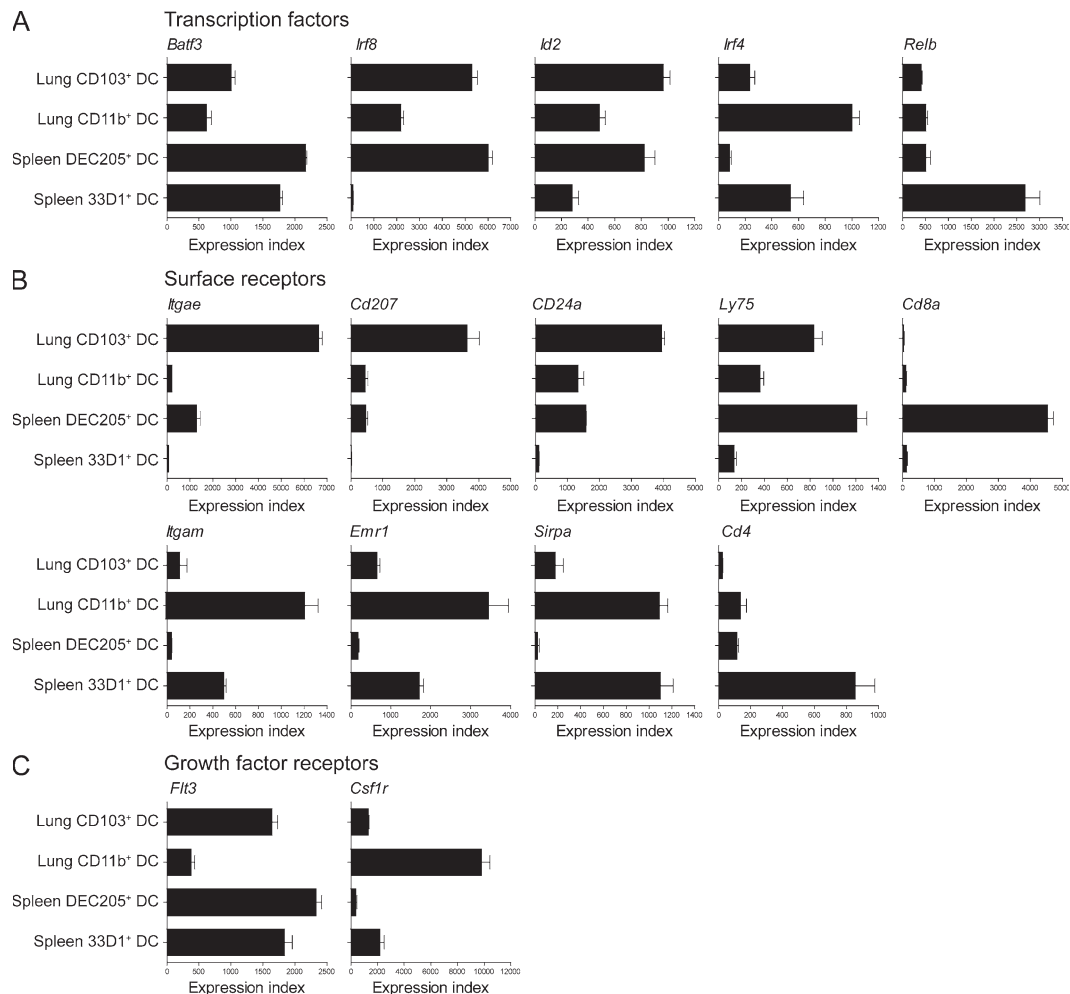 A Transcription factors
Batf3 Irf8 Id2 Irf4 Relb
Lung CD103⁺ DC
Lung CD11b⁺ DC
Spleen DEC205⁺ DC
Spleen 33D1⁺ DC
0 500 1000 1500 2000 2500 0 1000 2000 3000 4000 5000 6000 7000 0 200 400 600 800 1000 1200 0 200 400 600 800 1000 1200 0 500 1000 1500 2000 2500 3000 3500
Expression index Expression index Expression index Expression index Expression index
B Surface receptors
Itgae Cd207 CD24a Ly75 Cd8a
Lung CD103⁺ DC
Lung CD11b⁺ DC
Spleen DEC205⁺ DC
Spleen 33D1⁺ DC
0 1000 2000 3000 4000 5000 6000 7000 0 1000 2000 3000 4000 5000 0 1000 2000 3000 4000 5000 0 200 400 600 800 1000 1200 1400 0 1000 2000 3000 4000 5000
Expression index Expression index Expression index Expression index Expression index
Itgam Emr1 Sirpa Cd4
Lung CD103⁺ DC
Lung CD11b⁺ DC
Spleen DEC205⁺ DC
Spleen 33D1⁺ DC
0 200 400 600 800 1000 1200 1400 0 1000 2000 3000 4000 0 200 400 600 800 1000 1200 1400 0 200 400 600 800 1000
Expression index Expression index Expression index Expression index
C Growth factor receptors
Flt3 Csf1r
Lung CD103⁺ DC
Lung CD11b⁺ DC
Spleen DEC205⁺ DC
Spleen 33D1⁺ DC
0 500 1000 1500 2000 2500 0 2000 4000 6000 8000 10000 12000
Expression index Expression index